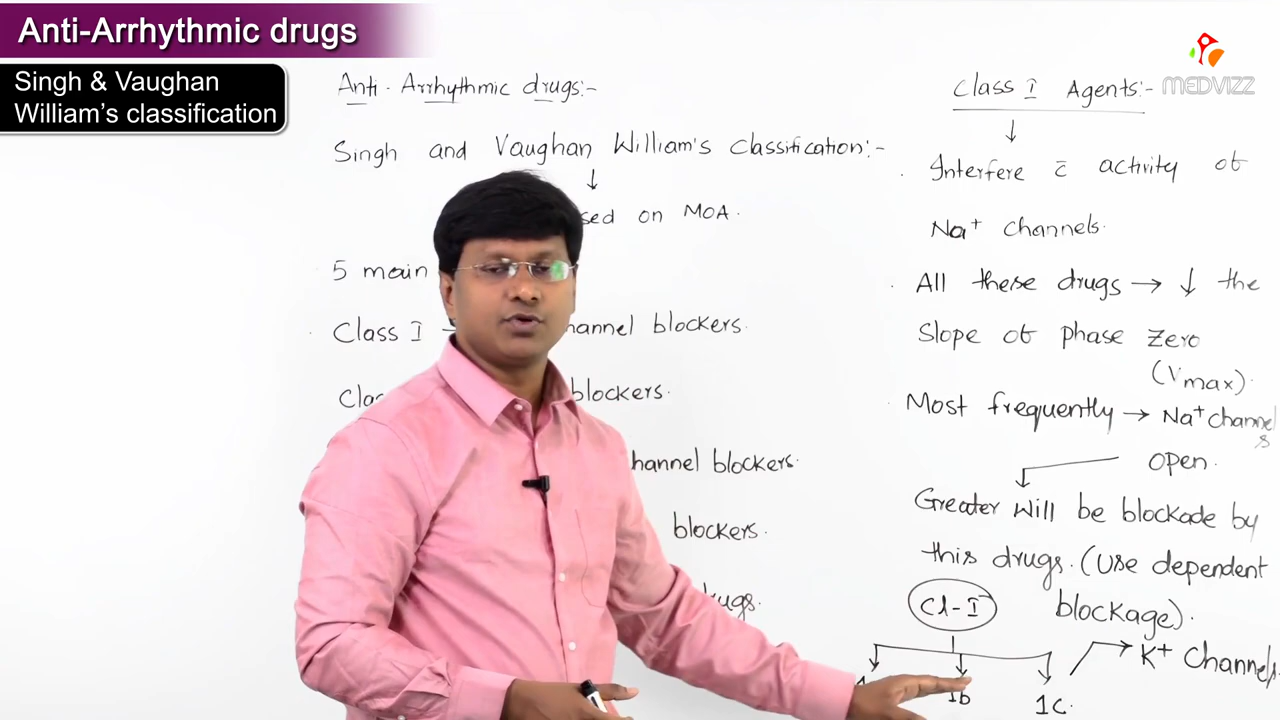 Anti-Arrhythmic drugs
Singh & Vaughan
William's classification
MEDVIZZ
Anti-Arrhythmic drugs:-
Singh and Vaughan William's classification:-
↓
sed on MOA.
5 main
Class I → hannel blockers.
Clas blockers.
hannel blockers.
blockers.
Class I Agents:-
↓
Interfere c̄ activity of
Na+ channels.
All these drugs → ↓ the
Slope of phase Zero
(Vmax).
Most frequently → Na+ channels
open.
Greater will be blockade by
this drugs. (Use dependent
blockage).
Cl-I
K+ Channels.
1b
1c.